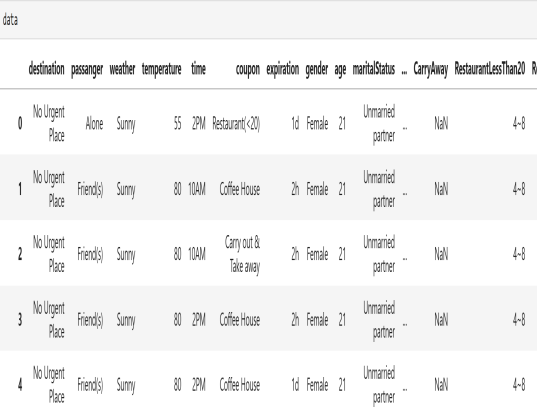 data
destination passanger weather temperature time coupon expiration gender age maritalStatus ... CarryAway RestaurantLessThan20
0 No Urgent Place Alone Sunny 55 2PM Restaurant(<20) 1d Female 21 Unmarried partner ... NaN 4~8
1 No Urgent Place Friend(s) Sunny 80 10AM Coffee House 2h Female 21 Unmarried partner ... NaN 4~8
2 No Urgent Place Friend(s) Sunny 80 10AM Carry out & Take away 2h Female 21 Unmarried partner ... NaN 4~8
3 No Urgent Place Friend(s) Sunny 80 2PM Coffee House 2h Female 21 Unmarried partner ... NaN 4~8
4 No Urgent Place Friend(s) Sunny 80 2PM Coffee House 1d Female 21 Unmarried partner ... NaN 4~8